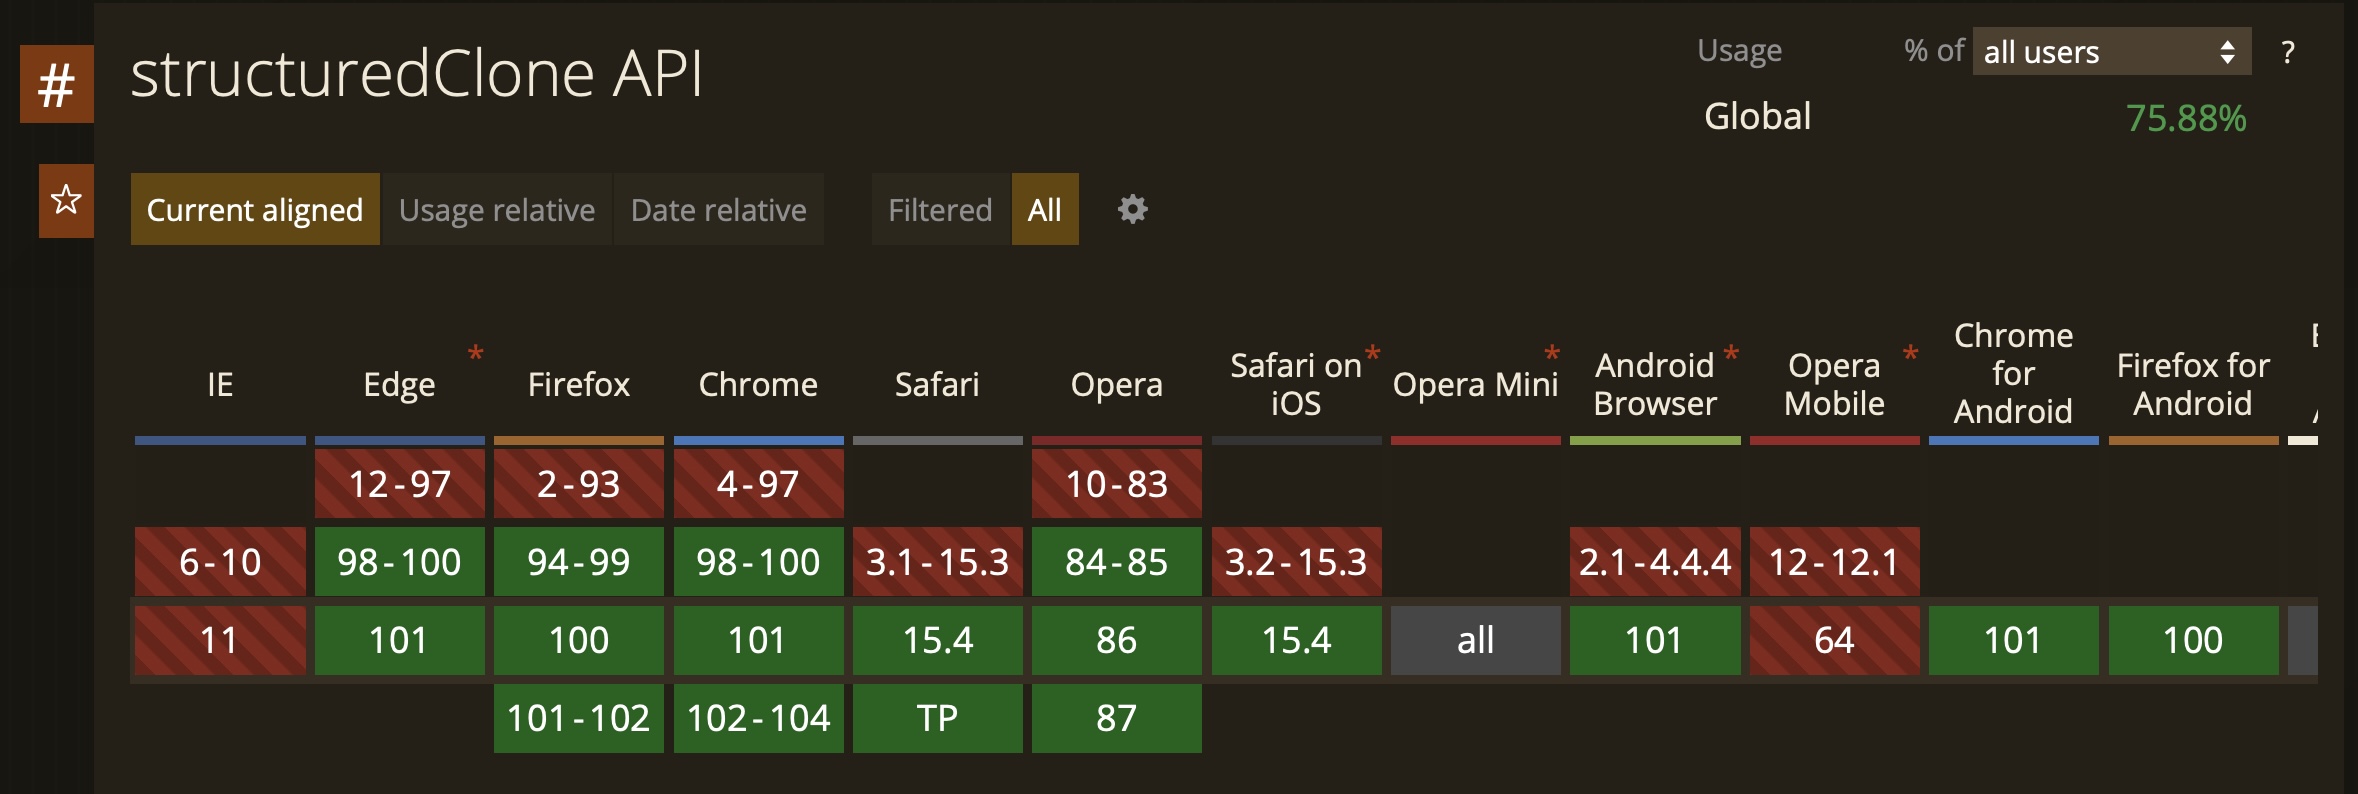 #
structuredClone API
Usage % of all users ?
Global 75.88%
Current aligned Usage relative Date relative Filtered All
IE
Edge *
Firefox
Chrome
Safari
Opera
Safari on *
iOS
Opera Mini *
Android *
Browser
Opera *
Mobile
Chrome
for
Android
Firefox for
Android
12-97 2-93 4-97 10-83
6-10 98-100 94-99 98-100 3.1-15.3 84-85 3.2-15.3 2.1-4.4.4 12-12.1
11 101 100 101 15.4 86 15.4 all 101 64 101 100
101-102 102-104 TP 87